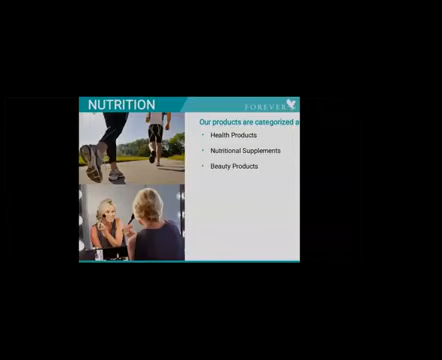 NUTRITION
FOREVER
Our products are categorized a
Health Products
Nutritional Supplements
Beauty Products